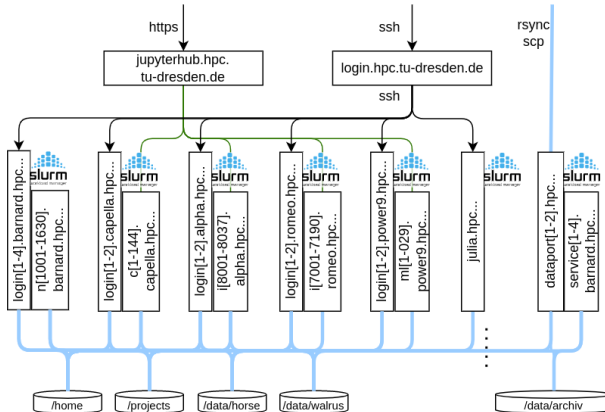 https
ssh
rsync
scp
jupyterhub.hpc.
tu-dresden.de
login.hpc.tu-dresden.de
ssh
login[1-4].barnard.hpc...
slurm
workload manager
n[1001-1630].
barnard.hpc...
login[1-2].capella.hpc...
slurm
workload manager
c[1-144].
capella.hpc...
login[1-2].alpha.hpc...
slurm
workload manager
i[8001-8037].
alpha.hpc...
login[1-2].romeo.hpc...
slurm
workload manager
i[7001-7190].
romeo.hpc...
login[1-2].power9.hpc...
slurm
workload manager
ml[1-029].
power9.hpc...
julia.hpc...
slurm
workload manager
dataport[1-2].hpc...
slurm
workload manager
service[1-4].
barnard.hpc...
/home
/projects
/data/horse
/data/walrus
/data/archiv